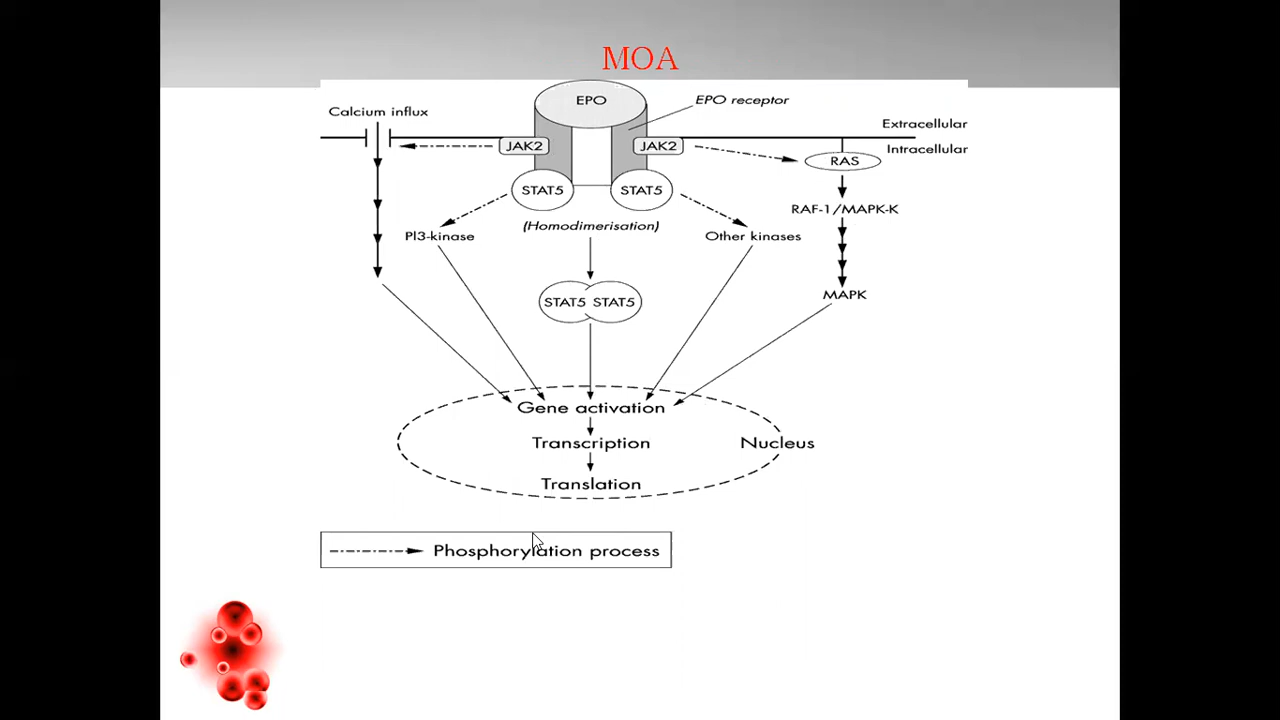 MOA
Calcium influx
EPO
EPO receptor
Extracellular
Intracellular
JAK2
JAK2
RAS
STAT5
STAT5
RAF-1/MAPK-K
(Homodimerisation)
Pl3-kinase
Other kinases
STAT5 STAT5
MAPK
Gene activation
Transcription
Nucleus
Translation
Phosphorylation process